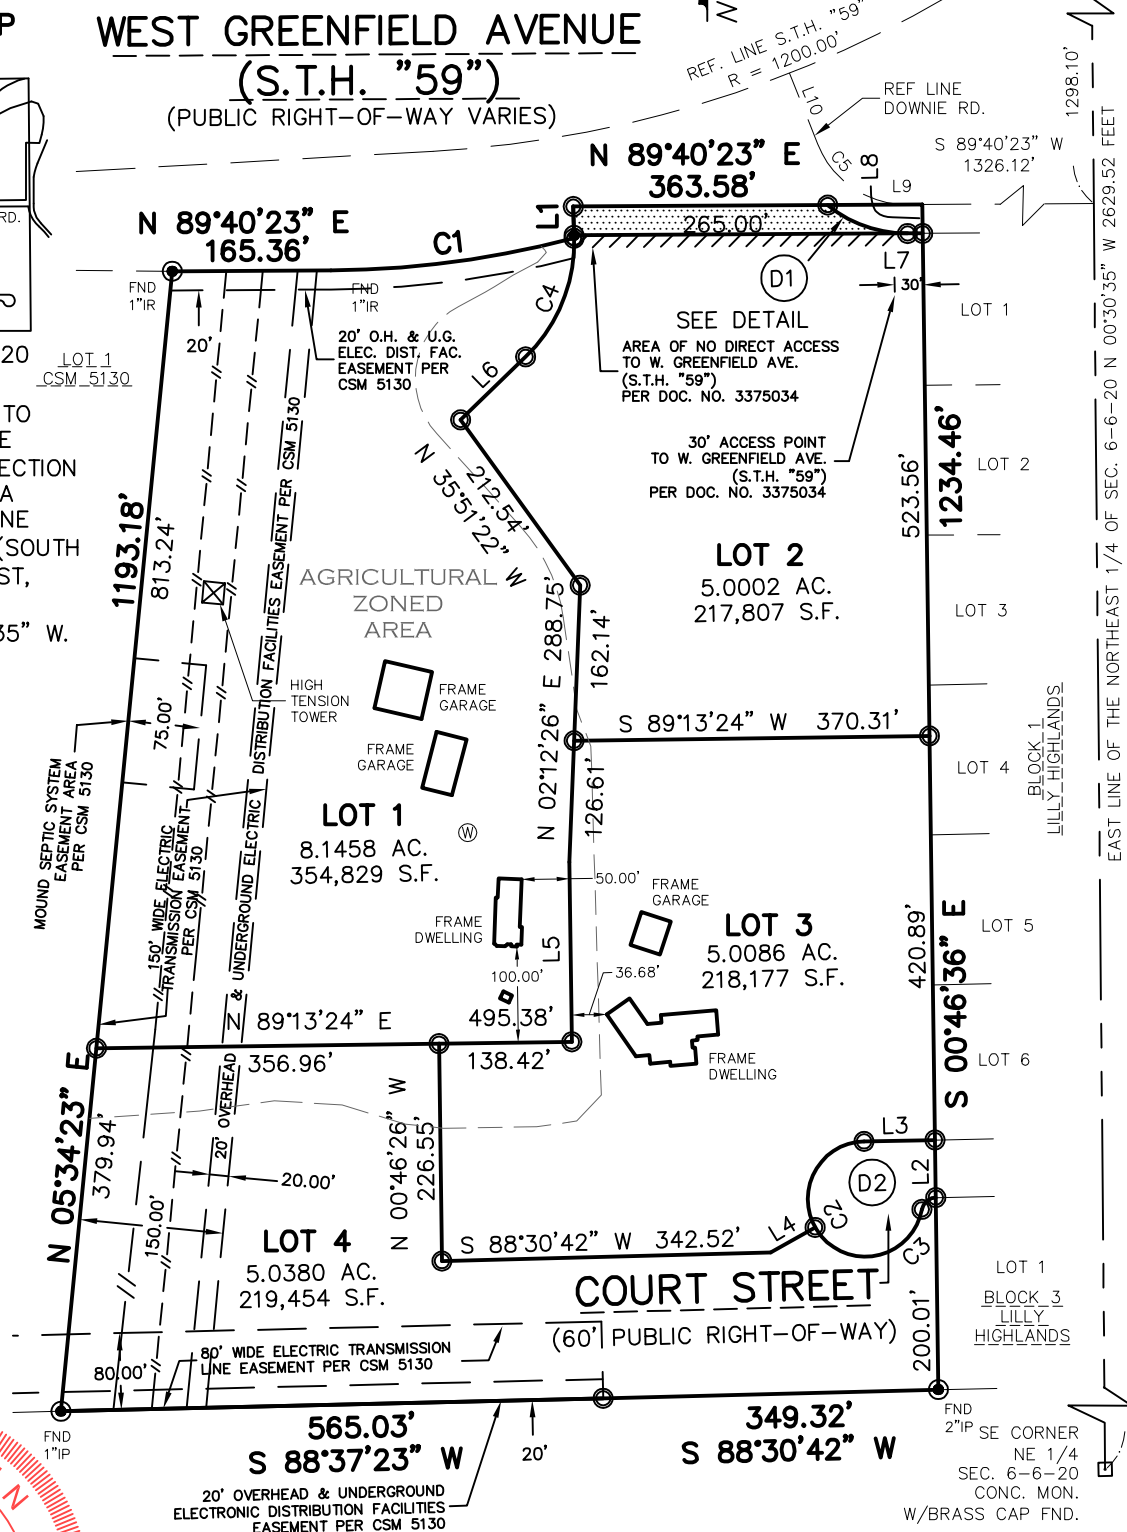 P
WEST GREENFIELD AVENUE
(S.T.H. "59")
(PUBLIC RIGHT-OF-WAY VARIES)
N
REF. LINE S.T.H. "59"
R = 1200.00'
L10
REF LINE
DOWNIE RD.
C5
L8
L9
S 89°40'23" W
1326.12'
1298.10'
EAST LINE OF THE NORTHEAST 1/4 OF SEC. 6-6-20 N 00°30'35" W 2629.52 FEET
N 89°40'23" E
363.58'
L1
265.00'
N 89°40'23" E
165.36'
C1
RD.
FND
1"IR
FND
1"IR
20'
C4
L6
D1
L7
30'
SEE DETAIL
AREA OF NO DIRECT ACCESS
TO W. GREENFIELD AVE.
(S.T.H. "59")
PER DOC. NO. 3375034
20' O.H. & U.G.
ELEC. DIST. FAC.
EASEMENT PER
CSM 5130
20
LOT 1
CSM 5130
TO
E
ECTION
A
NE
(SOUTH
ST,
35" W.
30' ACCESS POINT
TO W. GREENFIELD AVE.
(S.T.H. "59")
PER DOC. NO. 3375034
LOT 1
LOT 2
LOT 3
LOT 4
LOT 5
LOT 6
BLOCK 1
LILLY HIGHLANDS
523.56'
1234.46'
N 35°51'22" W
212.54'
1193.18'
813.24'
LOT 2
5.0002 AC.
217,807 S.F.
AGRICULTURAL
ZONED
AREA
N 02°12'26" E 288.75'
162.14'
126.61'
S 89°13'24" W 370.31'
HIGH
TENSION
TOWER
FRAME
GARAGE
FRAME
GARAGE
75.00'
MOUND SEPTIC SYSTEM
EASEMENT AREA
PER CSM 5130
150' WIDE ELECTRIC
TRANSMISSION EASEMENT
PER CSM 5130
20' OVERHEAD & UNDERGROUND ELECTRIC DISTRIBUTION FACILITIES EASEMENT PER CSM 5130
LOT 1
8.1458 AC.
354,829 S.F.
W
50.00'
FRAME
GARAGE
FRAME
DWELLING
LOT 3
5.0086 AC.
218,177 S.F.
L5
100.00'
36.68'
420.89'
S 00°46'36" E
N 89°13'24" E
495.38'
356.96'
138.42'
FRAME
DWELLING
N 05°34'23" E
379.94'
N 00°46'26" W
226.55'
L3
D2
L2
C2
L4
C3
20.00'
150.00'
LOT 4
5.0380 AC.
219,454 S.F.
S 88°30'42" W 342.52'
COURT STREET
(60' PUBLIC RIGHT-OF-WAY)
200.01'
LOT 1
BLOCK 3
LILLY
HIGHLANDS
80.00'
80' WIDE ELECTRIC TRANSMISSION
LINE EASEMENT PER CSM 5130
FND
1"IP
565.03'
S 88°37'23" W
20'
349.32'
S 88°30'42" W
FND
2"IP
SE CORNER
NE 1/4
SEC. 6-6-20
CONC. MON.
W/BRASS CAP FND.
20' OVERHEAD & UNDERGROUND
ELECTRONIC DISTRIBUTION FACILITIES
EASEMENT PER CSM 5130
N